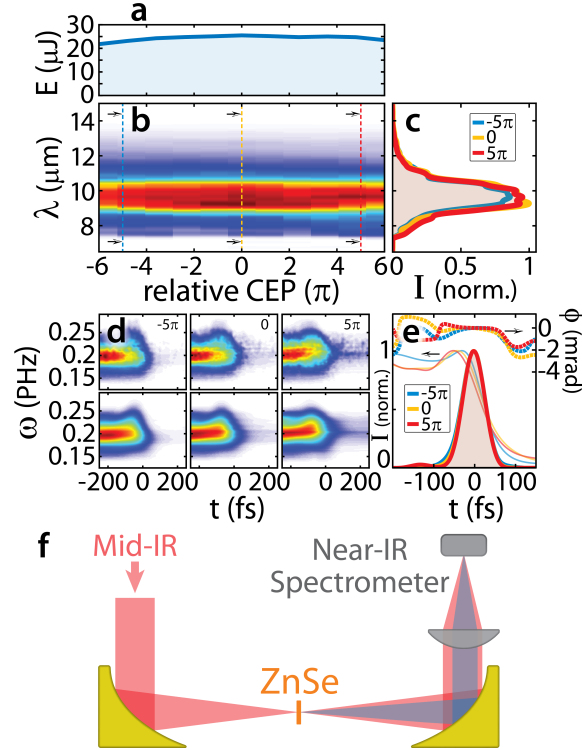 a
E (μJ)
30
20
10
0
b
λ (μm)
14
12
10
8
-6 -4 -2 0 2 4 6
relative CEP (π)
c
-5π
0
5π
0 0.5 1
I (norm.)
d
-5π 0 5π
ω (PHz)
0.25
0.2
0.15
0.25
0.2
0.15
-200 0 200 0 200 0 200
t (fs)
e
ϕ (mrad)
0
-2
-4
I (norm.)
1
0
-5π
0
5π
-100 0 100
t (fs)
f
Mid-IR
Near-IR
Spectrometer
ZnSe